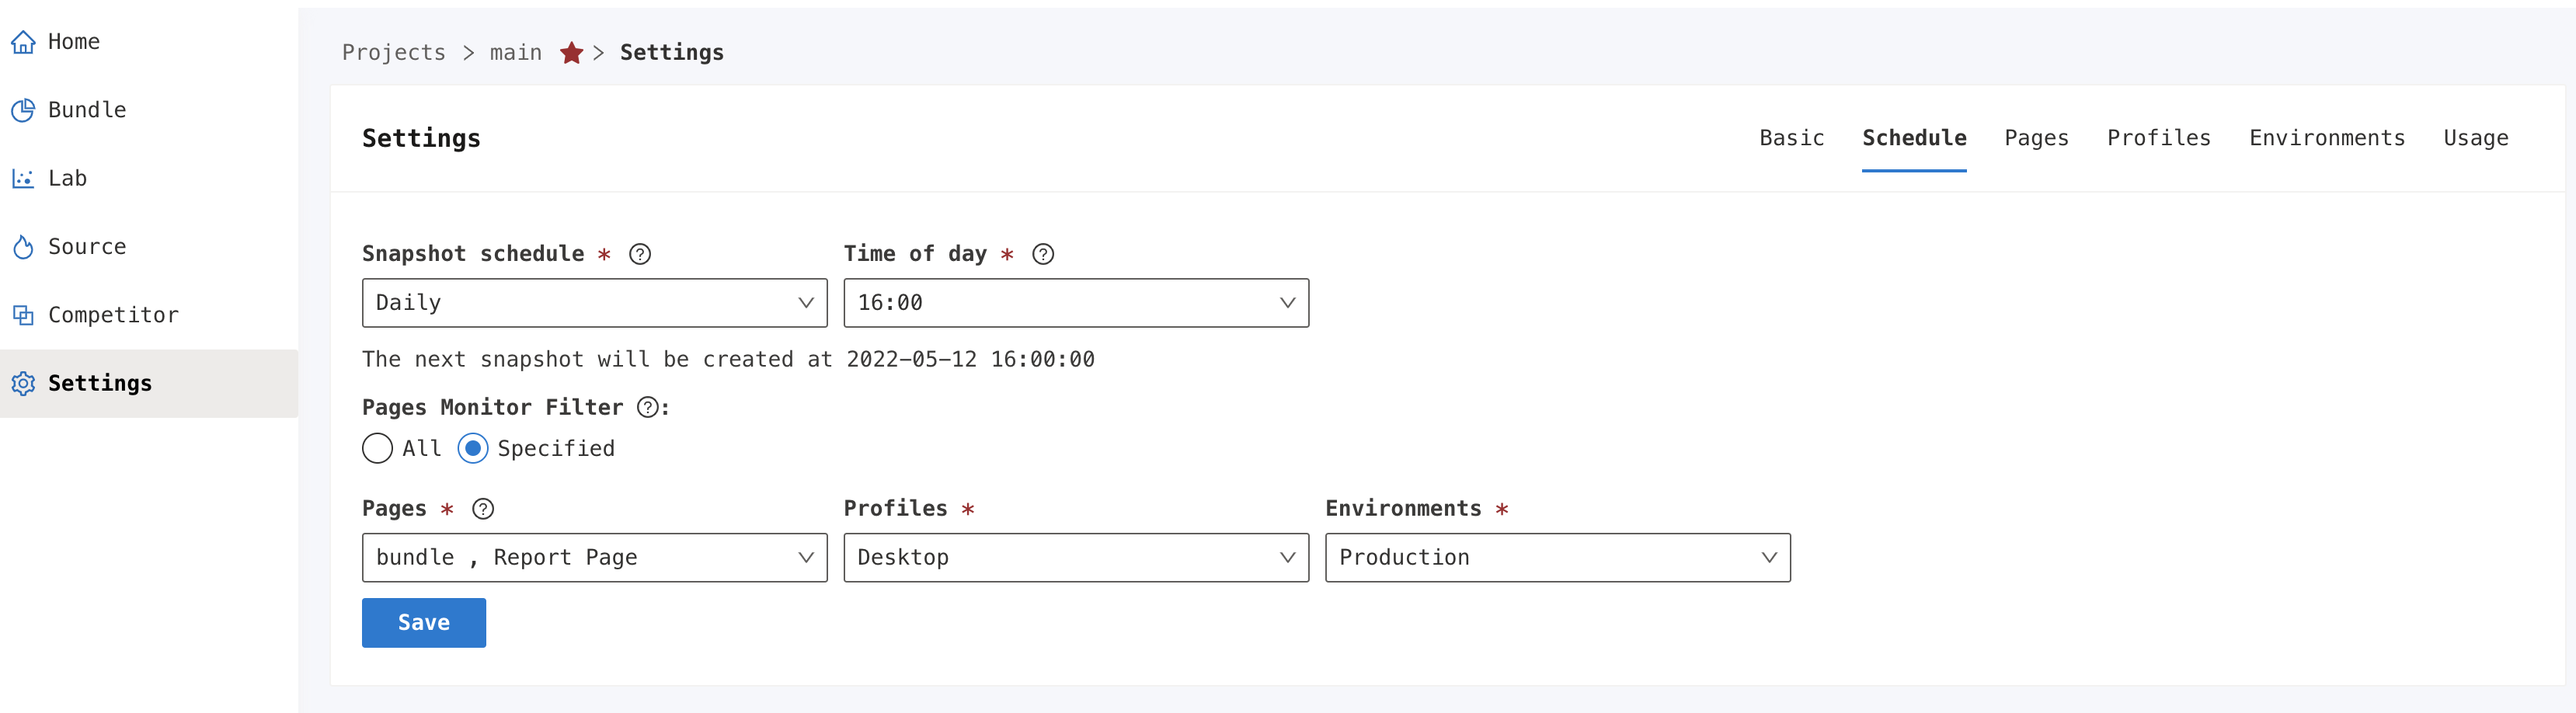 Home
Bundle
Lab
Source
Competitor
Settings
Projects > main > Settings
Settings
Basic Schedule Pages Profiles Environments Usage
Snapshot schedule * ? Time of day * ?
Daily 16:00
The next snapshot will be created at 2022-05-12 16:00:00
Pages Monitor Filter ?:
All Specified
Pages * ? Profiles * Environments *
bundle , Report Page Desktop Production
Save